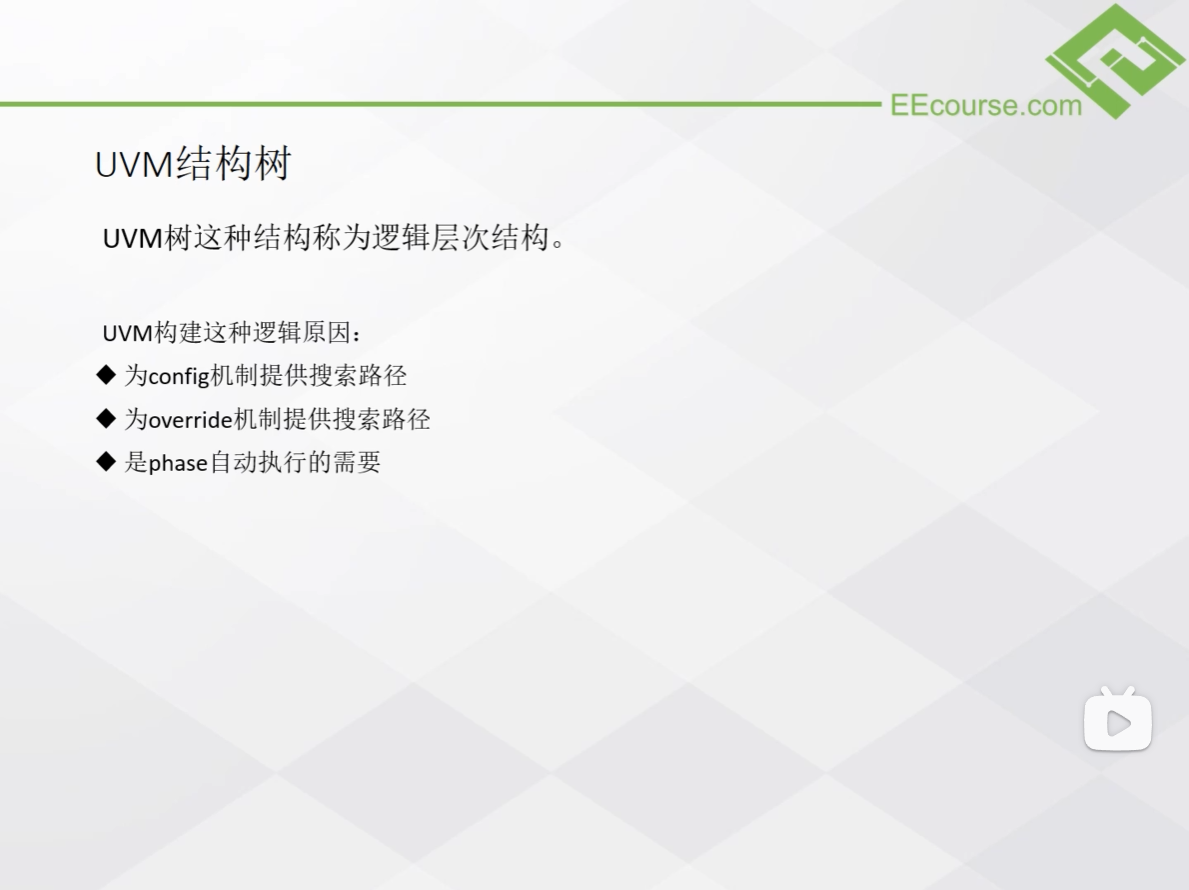 EEcourse.com
UVM结构树
UVM树这种结构称为逻辑层次结构。
UVM构建这种逻辑原因：
◆ 为config机制提供搜索路径
◆ 为override机制提供搜索路径
◆ 是phase自动执行的需要